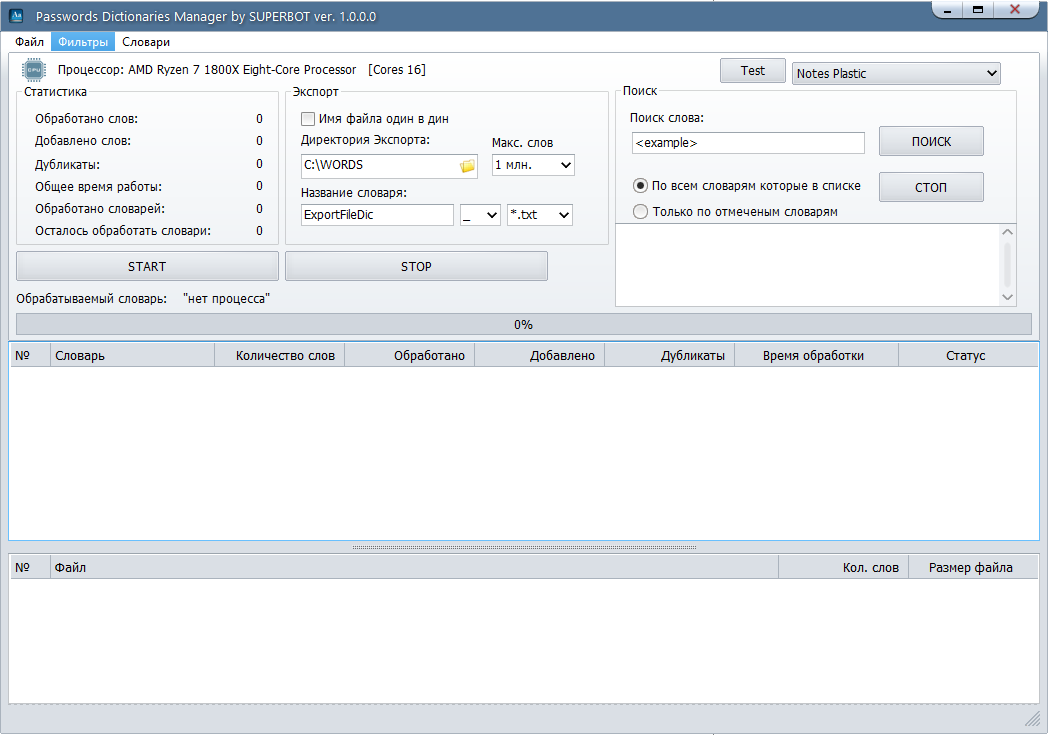 Passwords Dictionaries Manager by SUPERBOT ver. 1.0.0.0
Файл Фильтры Словари
CPU Процессор: AMD Ryzen 7 1800X Eight-Core Processor [Cores 16] Test Notes Plastic
Статистика
Обработано слов: 0
Добавлено слов: 0
Дубликаты: 0
Общее время работы: 0
Обработано словарей: 0
Осталось обработать словари: 0
START
Экспорт
Имя файла один в дин
Директория Экспорта: Макс. слов
C:\WORDS 1 млн.
Название словаря:
ExportFileDic _ *.txt
STOP
Поиск
Поиск слова:
<example> ПОИСК
По всем словарям которые в списке СТОП
Только по отмеченым словарям
Обрабатываемый словарь: "нет процесса"
0%
№ Словарь Количество слов Обработано Добавлено Дубликаты Время обработки Статус
№ Файл Кол. слов Размер файла